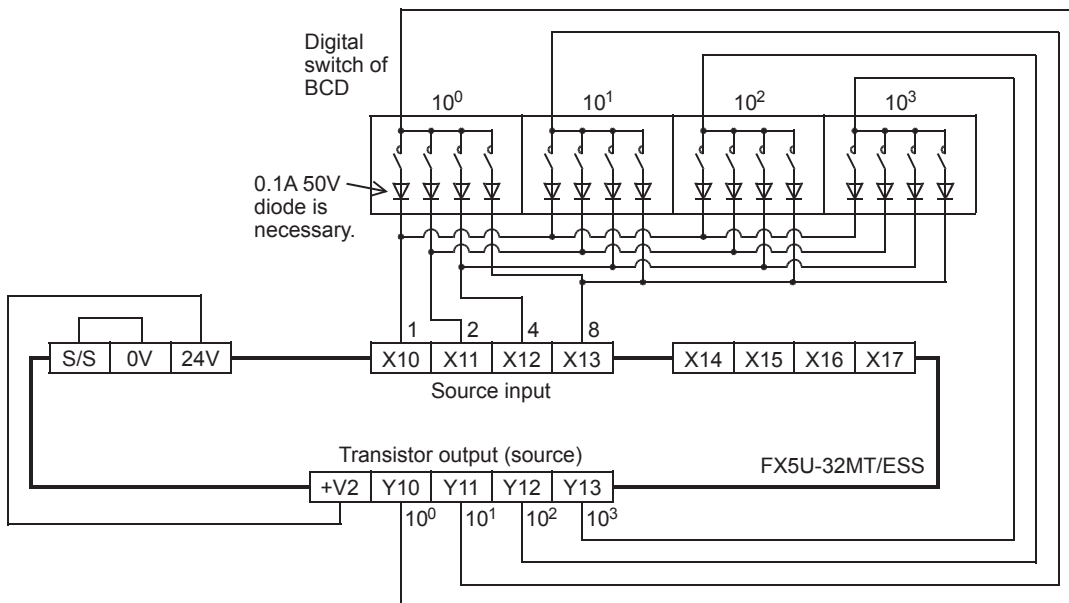 Digital
switch of
BCD
10⁰ 10¹ 10² 10³
0.1A 50V
diode is
necessary.
1 2 4 8
S/S 0V 24V X10 X11 X12 X13 X14 X15 X16 X17
Source input
Transistor output (source)
FX5U-32MT/ESS
+V2 Y10 Y11 Y12 Y13
10⁰ 10¹ 10² 10³